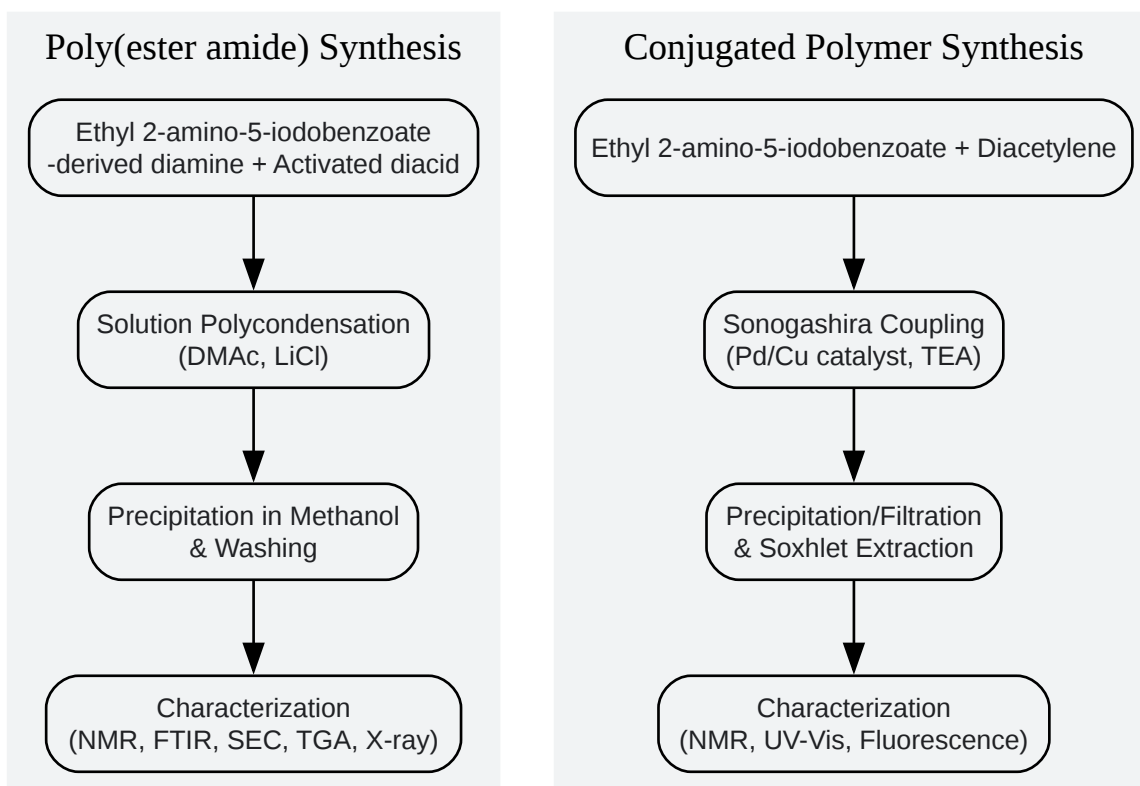 Poly(ester amide) Synthesis
Ethyl 2-amino-5-iodobenzoate
-derived diamine + Activated diacid
Solution Polycondensation
(DMAc, LiCl)
Precipitation in Methanol
& Washing
Characterization
(NMR, FTIR, SEC, TGA, X-ray)
Conjugated Polymer Synthesis
Ethyl 2-amino-5-iodobenzoate + Diacetylene
Sonogashira Coupling
(Pd/Cu catalyst, TEA)
Precipitation/Filtration
& Soxhlet Extraction
Characterization
(NMR, UV-Vis, Fluorescence)